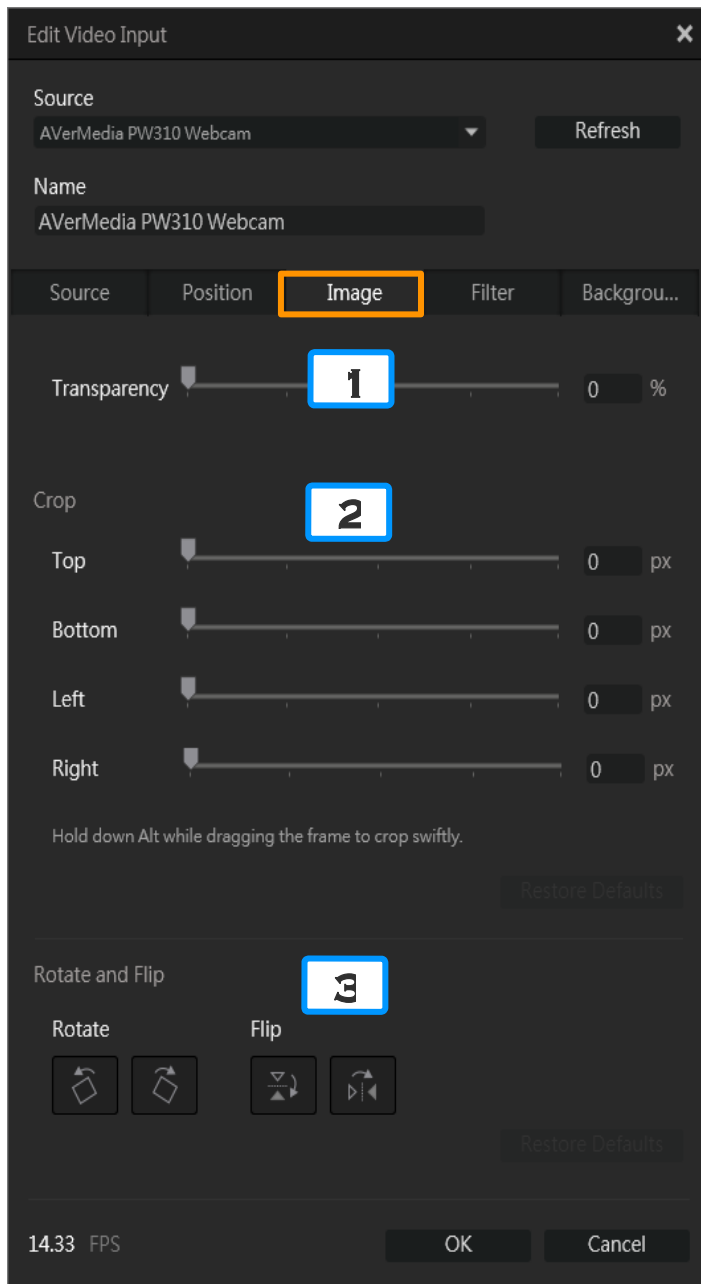 Edit Video Input
Source
AVerMedia PW310 Webcam
Refresh
Name
AVerMedia PW310 Webcam
Source Position Image Filter Backgrou...
1
Transparency 0 %
Crop
2
Top 0 px
Bottom 0 px
Left 0 px
Right 0 px
Hold down Alt while dragging the frame to crop swiftly.
Restore Defaults
Rotate and Flip
3
Rotate Flip
Restore Defaults
14.33 FPS OK Cancel